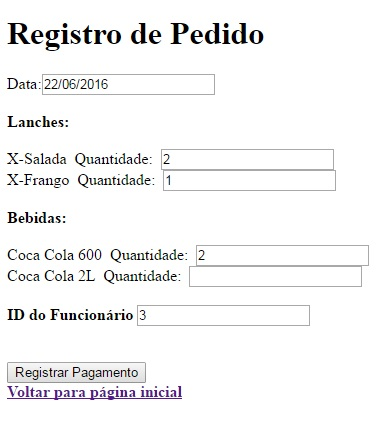 Registro de Pedido
Data: 22/06/2016
Lanches:
X-Salada Quantidade: 2
X-Frango Quantidade: 1
Bebidas:
Coca Cola 600 Quantidade: 2
Coca Cola 2L Quantidade:
ID do Funcionário 3
Registrar Pagamento
Voltar para página inicial